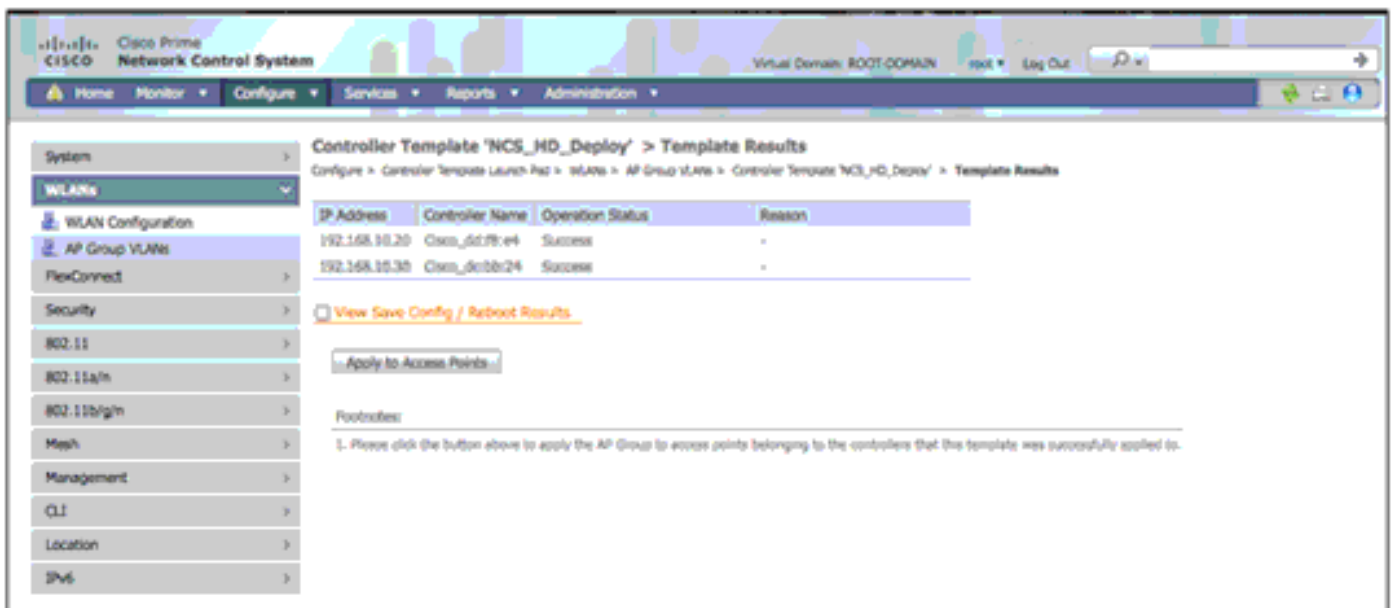 Cisco Prime
CISCO Network Control System
Virtual Domain: ROOT-DOMAIN root Log Out
Home Monitor Configure Services Reports Administration
System
WLANs
WLAN Configuration
AP Group VLANs
FlexConnect
Security
802.11
802.11a/n
802.11b/g/n
Mesh
Management
CLI
Location
IPv6
Controller Template 'NCS_HD_Deploy' > Template Results
Configure > Controller Template Launch Pad > WLANs > AP Group VLANs > Controller Template 'NCS_HD_Deploy' > Template Results
IP Address Controller Name Operation Status Reason
192.168.10.20 Success -
192.168.10.30 Success -
View Save Config / Reboot Results
Apply to Access Points
Footnotes:
1. Please click the button above to apply the AP Group to access points belonging to the controllers that this template was successfully applied to.